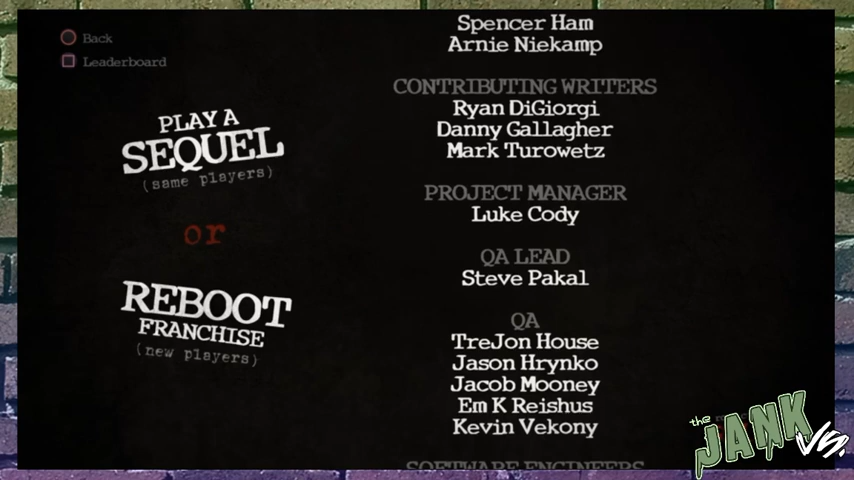 Back
Leaderboard
PLAY A
SEQUEL
(same players)
or
REBOOT
FRANCHISE
(new players)
Spencer Ham
Arnie Niekamp
CONTRIBUTING WRITERS
Ryan DiGiorgi
Danny Gallagher
Mark Turowetz
PROJECT MANAGER
Luke Cody
QA LEAD
Steve Pakal
QA
TreJon House
Jason Hrynko
Jacob Mooney
Em K Reishus
Kevin Vekony
SOFTWARE ENGINEERS
the
JANK
vs.